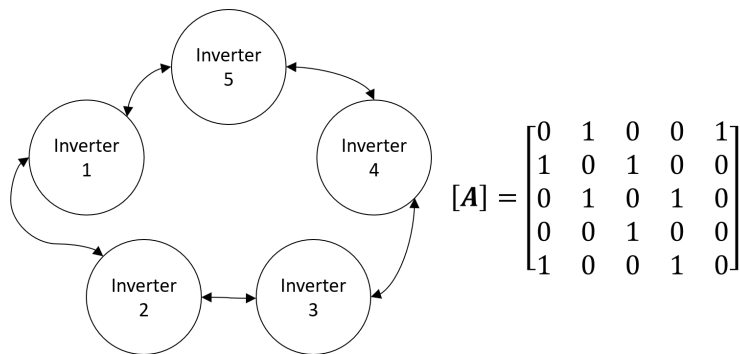 Inverter
5
Inverter
1
Inverter
4
Inverter
2
Inverter
3
[A] =
0 1 0 0 1
1 0 1 0 0
0 1 0 1 0
0 0 1 0 0
1 0 0 1 0